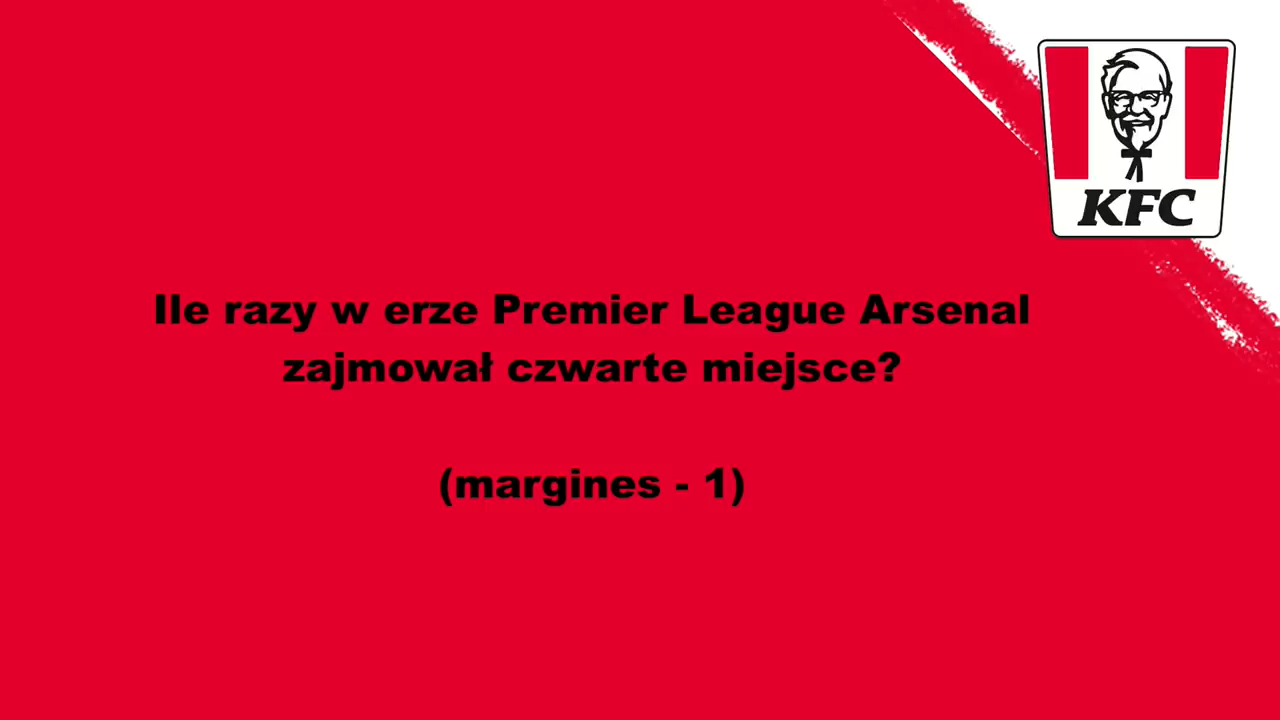 KFC
Ile razy w erze Premier League Arsenal
zajmował czwarte miejsce?
(margines - 1)